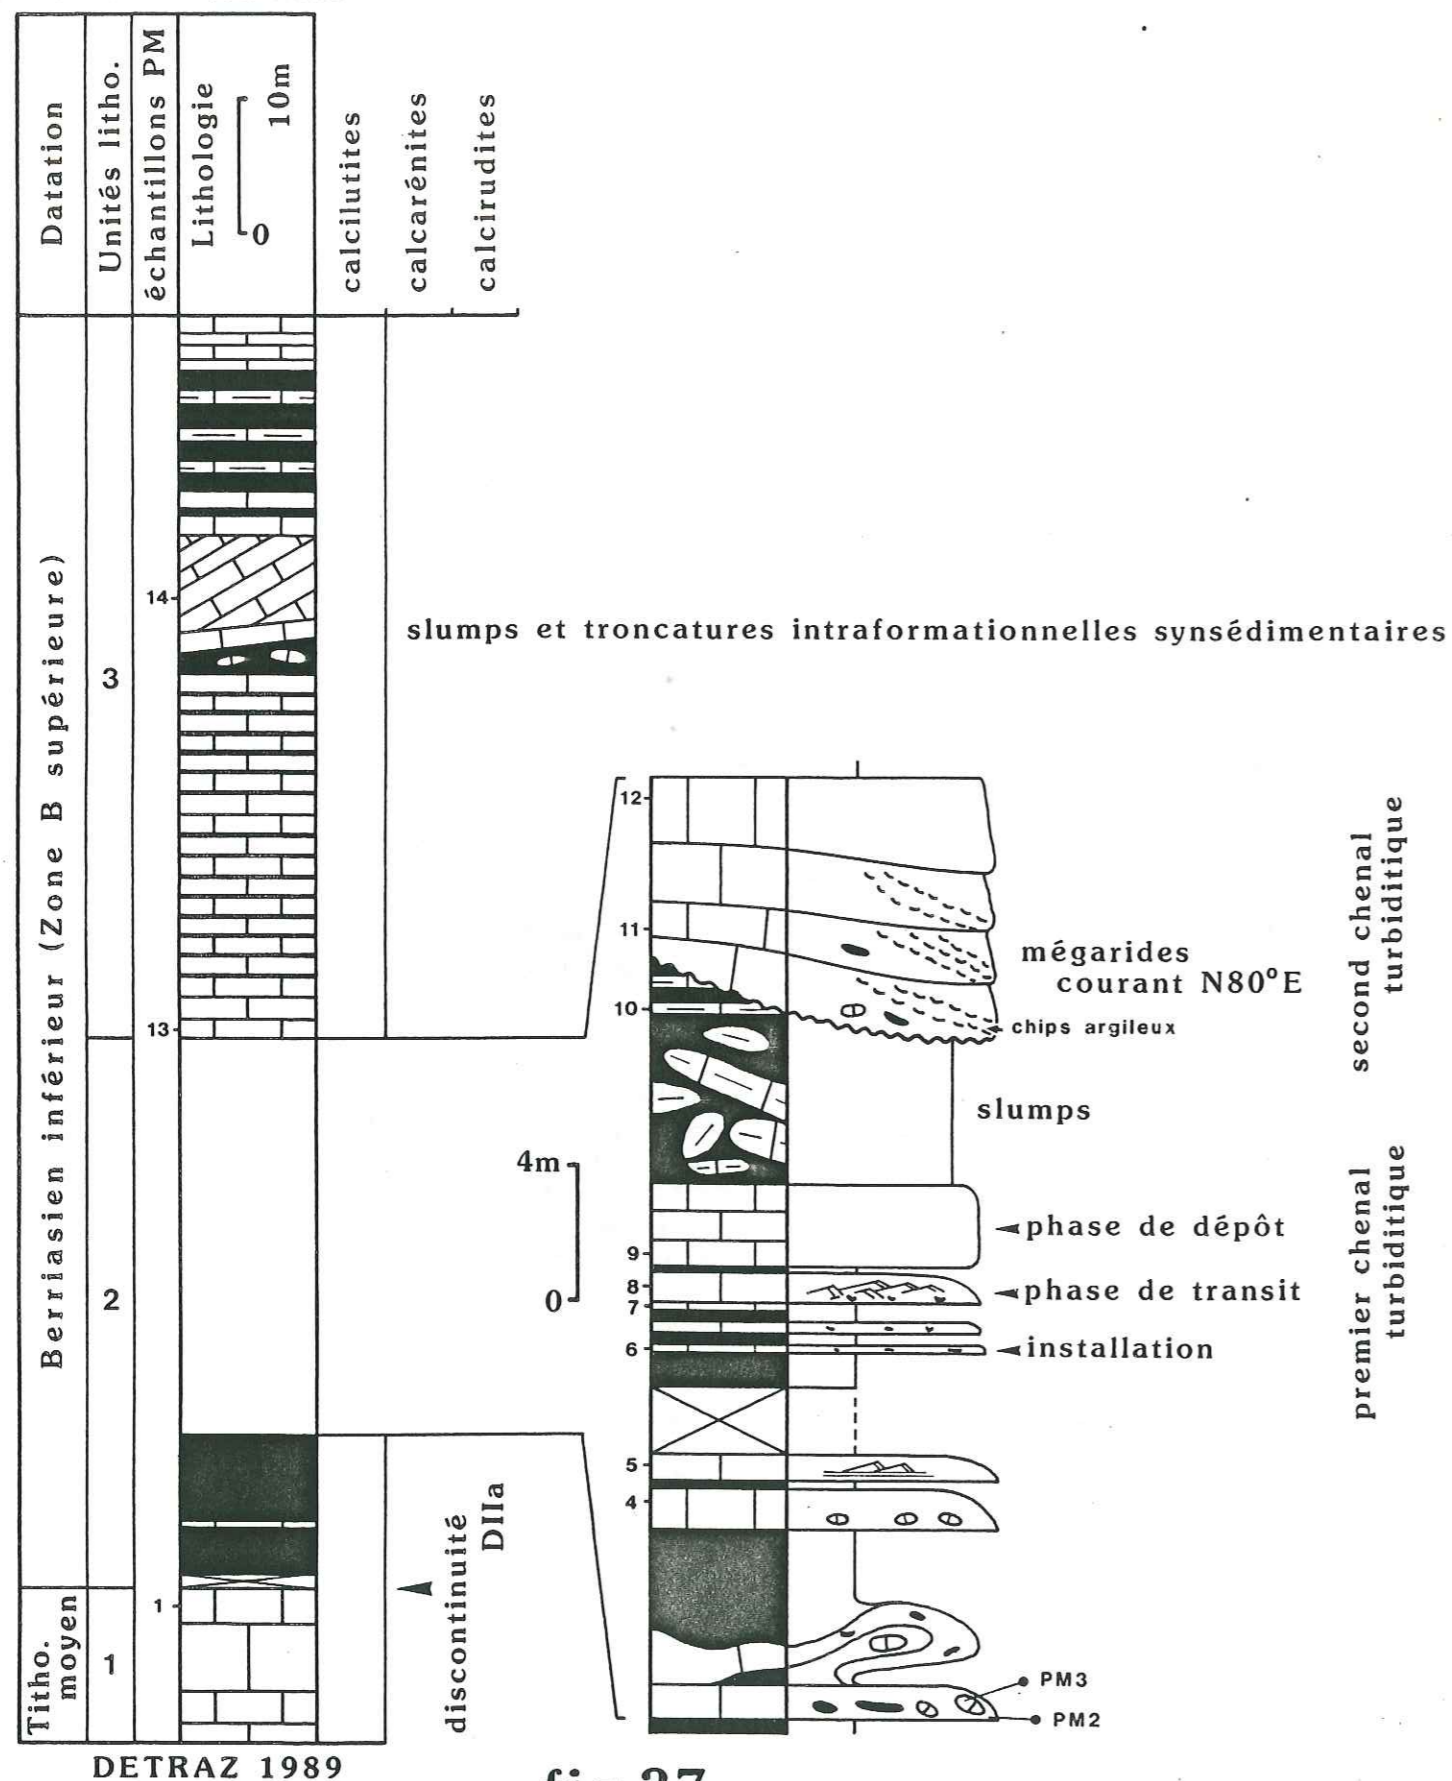 Datation
Unités litho.
échantillons PM
Lithologie
0
10m
calcilutites
calcarénites
calcirudites
Berriasien inférieur (Zone B supérieure)
Titho.
moyen
3
2
1
14
13
1
slumps et troncatures intraformationnelles synsédimentaires
discontinuité
DIIa
12
11
10
9
8
7
6
5
4
4m
0
mégarides
courant N80°E
chips argileux
slumps
phase de dépôt
phase de transit
installation
PM3
PM2
second chenal
turbiditique
premier chenal
turbiditique
DETRAZ 1989